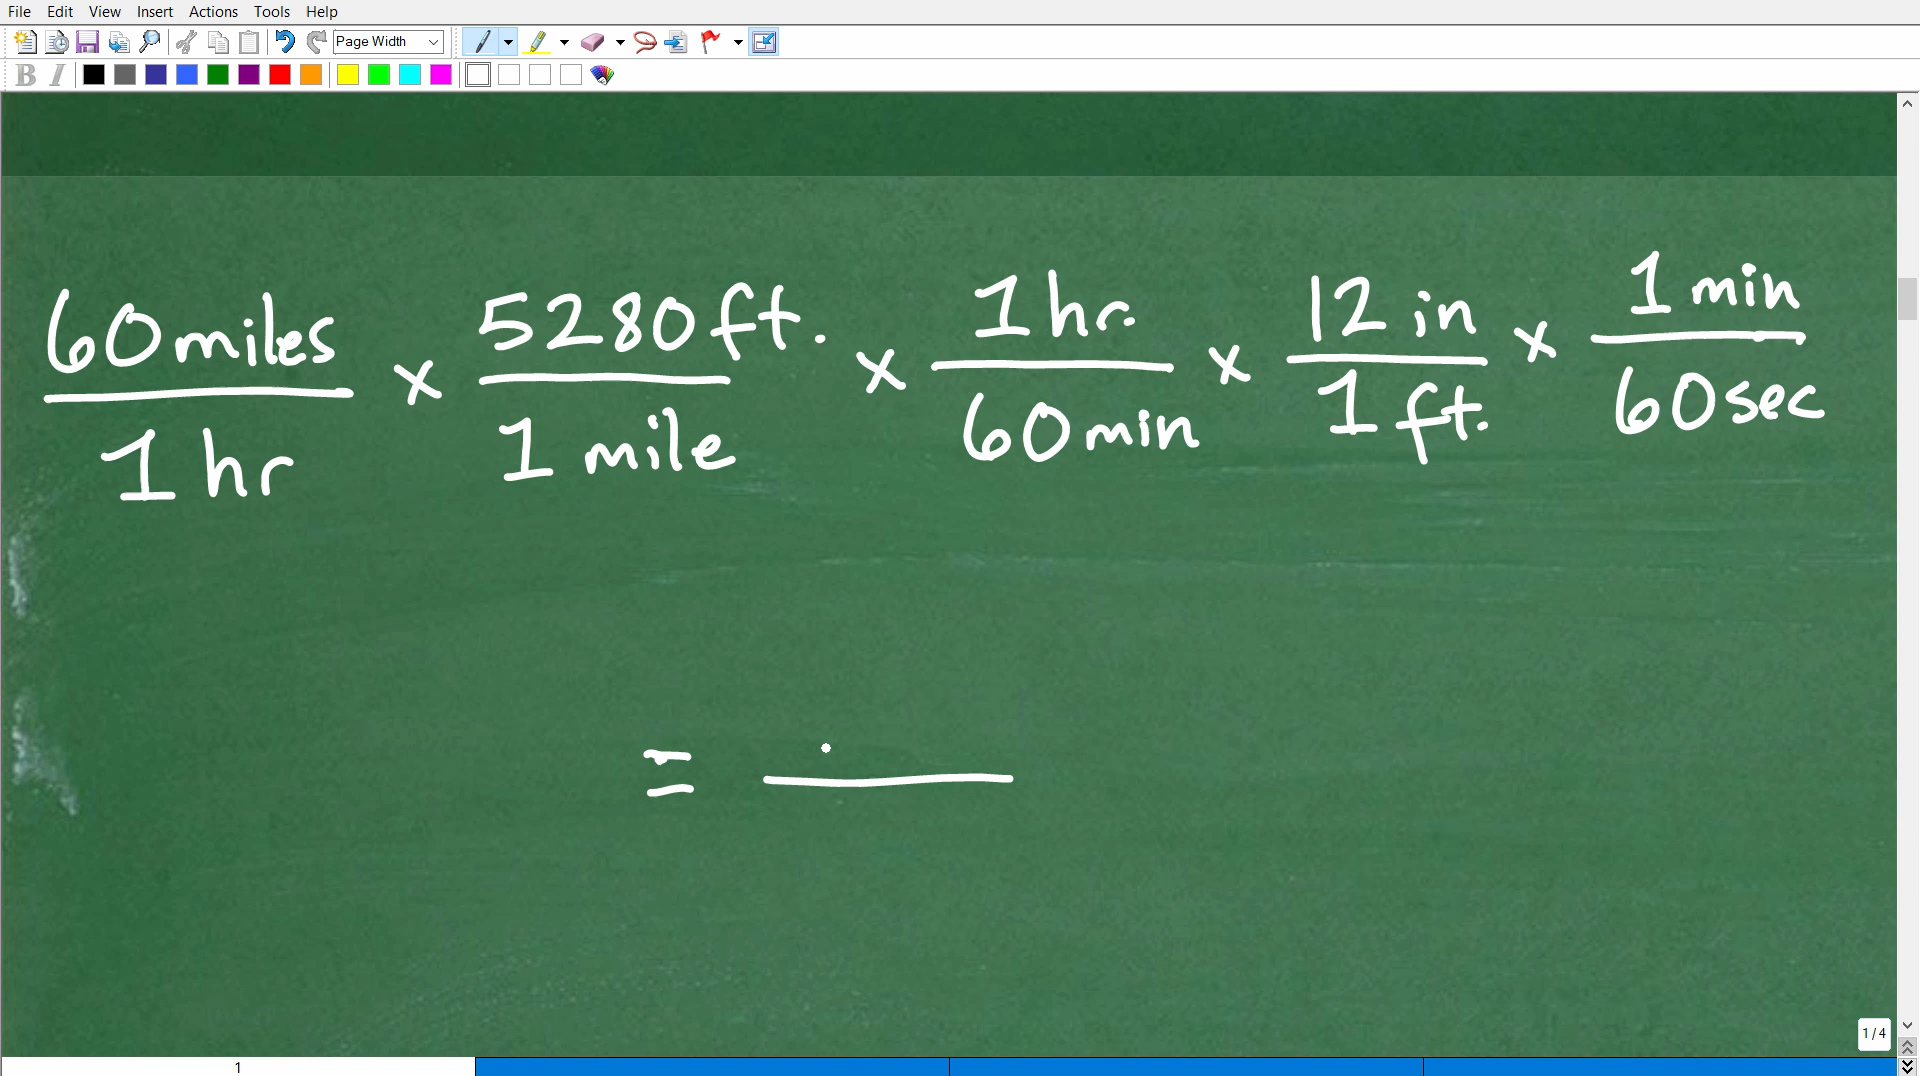 File Edit View Insert Actions Tools Help
Page Width
B I
60 miles / 1 hr × 5280 ft. / 1 mile × 1 hr. / 60 min × 12 in / 1 ft. × 1 min / 60 sec
=
1 / 4
1